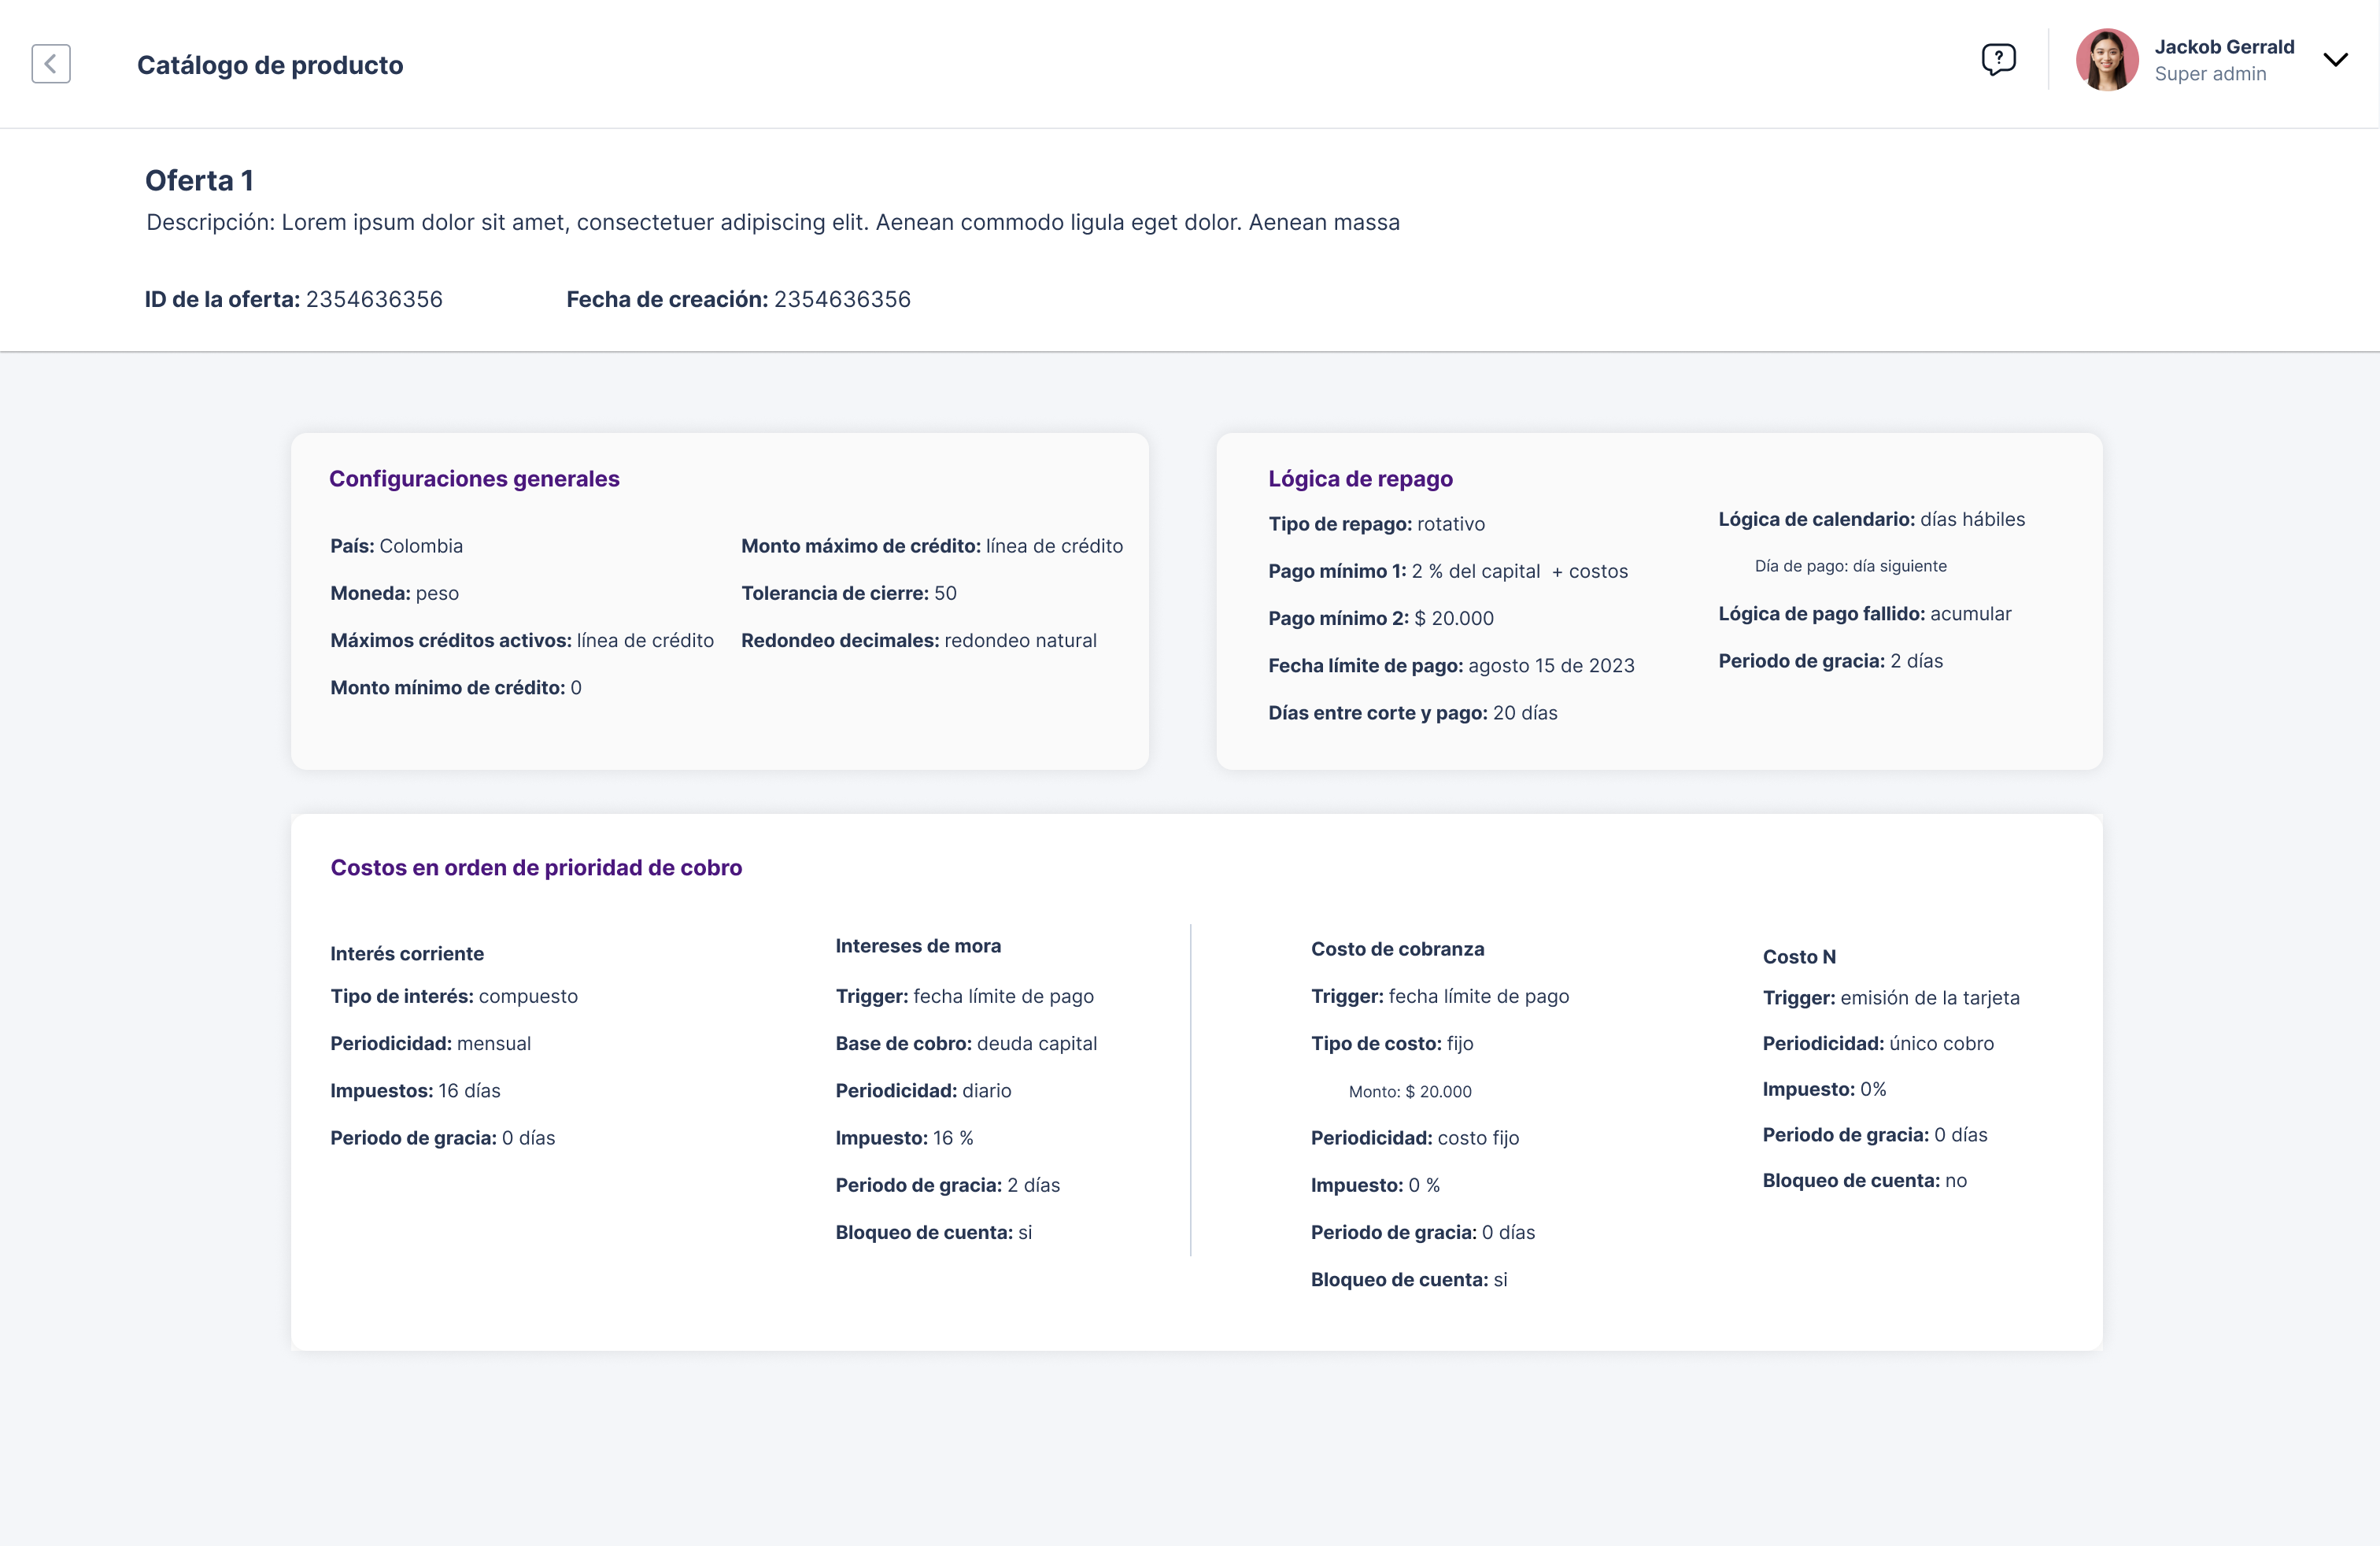 Catálogo de producto
?
Jackob Gerrald
Super admin
Oferta 1
Descripción: Lorem ipsum dolor sit amet, consectetuer adipiscing elit. Aenean commodo ligula eget dolor. Aenean massa
ID de la oferta: 2354636356
Fecha de creación: 2354636356
Configuraciones generales
País: Colombia
Moneda: peso
Máximos créditos activos: línea de crédito
Monto mínimo de crédito: 0
Monto máximo de crédito: línea de crédito
Tolerancia de cierre: 50
Redondeo decimales: redondeo natural
Lógica de repago
Tipo de repago: rotativo
Pago mínimo 1: 2 % del capital + costos
Pago mínimo 2: $ 20.000
Fecha límite de pago: agosto 15 de 2023
Días entre corte y pago: 20 días
Lógica de calendario: días hábiles
Día de pago: día siguiente
Lógica de pago fallido: acumular
Periodo de gracia: 2 días
Costos en orden de prioridad de cobro
Interés corriente
Tipo de interés: compuesto
Periodicidad: mensual
Impuestos: 16 días
Periodo de gracia: 0 días
Intereses de mora
Trigger: fecha límite de pago
Base de cobro: deuda capital
Periodicidad: diario
Impuesto: 16 %
Periodo de gracia: 2 días
Bloqueo de cuenta: si
Costo de cobranza
Trigger: fecha límite de pago
Tipo de costo: fijo
Monto: $ 20.000
Periodicidad: costo fijo
Impuesto: 0 %
Periodo de gracia: 0 días
Bloqueo de cuenta: si
Costo N
Trigger: emisión de la tarjeta
Periodicidad: único cobro
Impuesto: 0%
Periodo de gracia: 0 días
Bloqueo de cuenta: no